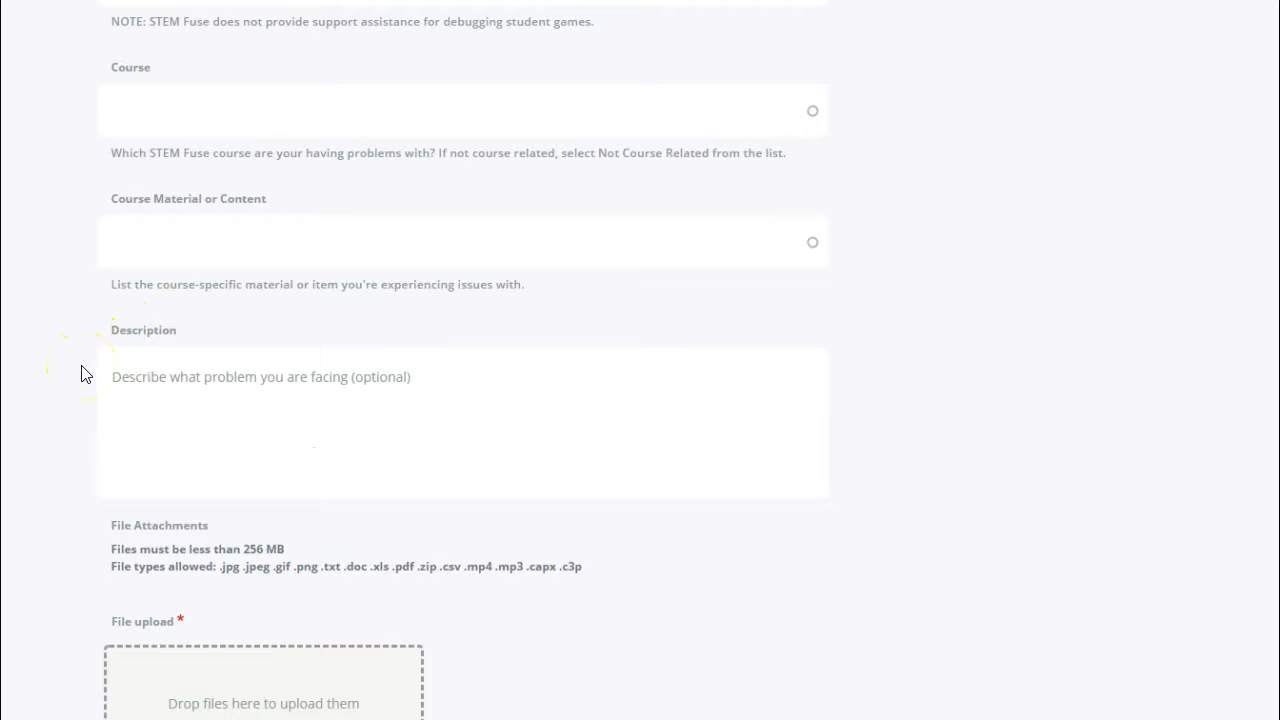 NOTE: STEM Fuse does not provide support assistance for debugging student games.
Course
Which STEM Fuse course are your having problems with? If not course related, select Not Course Related from the list.
Course Material or Content
List the course-specific material or item you're experiencing issues with.
Description
Describe what problem you are facing (optional)
File Attachments
Files must be less than 256 MB
File types allowed: .jpg .jpeg .gif .png .txt .doc .xls .pdf .zip .csv .mp4 .mp3 .capx .c3p
File upload *
Drop files here to upload them